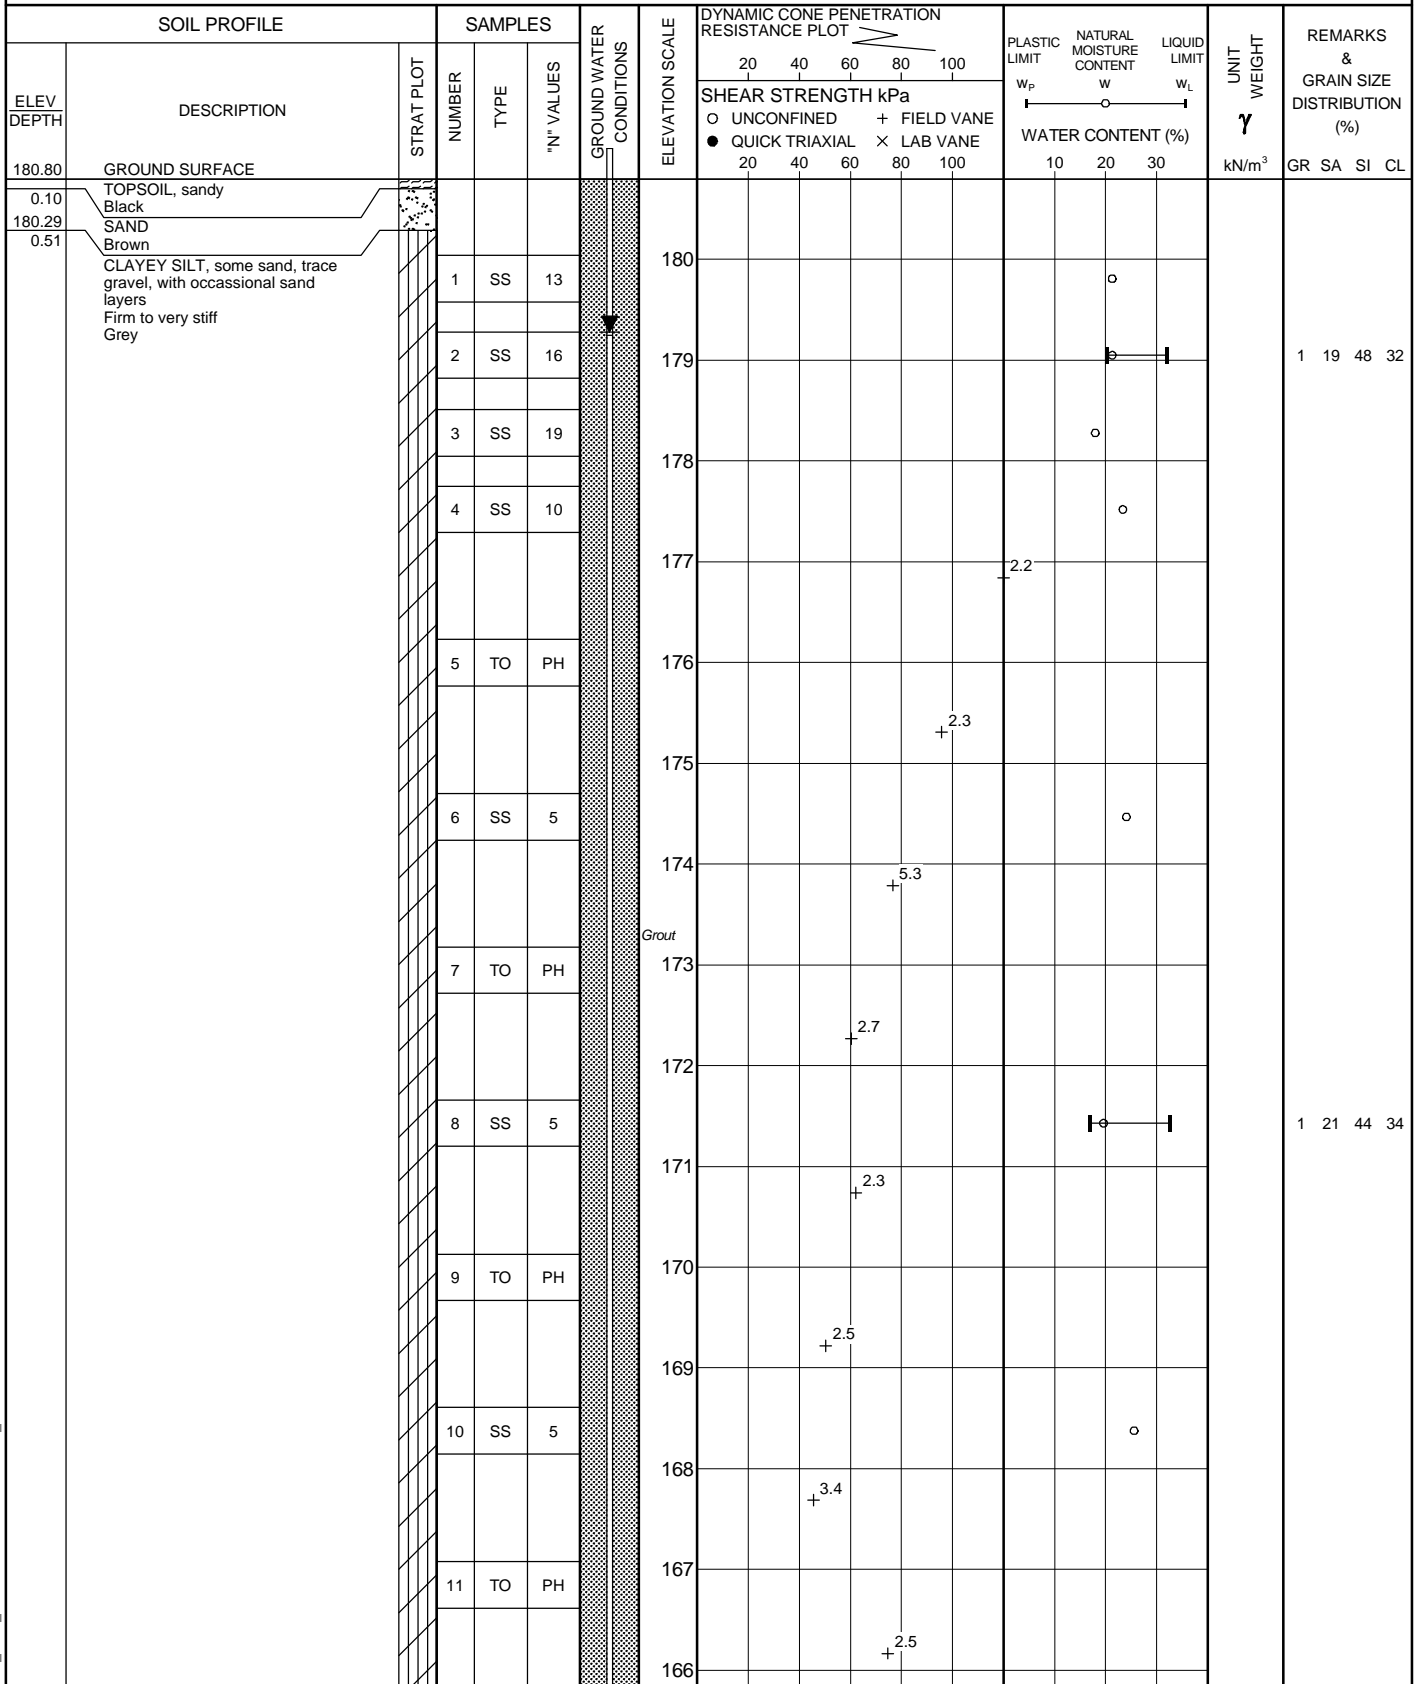 SOIL PROFILE
SAMPLES
GROUND WATER
CONDITIONS
ELEVATION SCALE
DYNAMIC CONE PENETRATION
RESISTANCE PLOT
20 40 60 80 100
SHEAR STRENGTH kPa
UNCONFINED + FIELD VANE
QUICK TRIAXIAL × LAB VANE
20 40 60 80 100
PLASTIC
LIMIT
NATURAL
MOISTURE
CONTENT
LIQUID
LIMIT
WP W WL
WATER CONTENT (%)
10 20 30
UNIT
WEIGHT
γ
kN/m³
REMARKS
&
GRAIN SIZE
DISTRIBUTION
(%)
GR SA SI CL
ELEV
DEPTH
DESCRIPTION
STRAT PLOT
NUMBER
TYPE
"N" VALUES
180.80 GROUND SURFACE
0.10
TOPSOIL, sandy
Black
180.29
SAND
0.51
Brown
CLAYEY SILT, some sand, trace
gravel, with occassional sand
layers
Firm to very stiff
Grey
180
1 SS 13
2 SS 16
179
1 19 48 32
3 SS 19
178
4 SS 10
177
2.2
5 TO PH
176
2.3
175
6 SS 5
174
5.3
Grout
173
7 TO PH
2.7
172
8 SS 5
1 21 44 34
171
2.3
170
9 TO PH
2.5
169
10 SS 5
168
3.4
167
11 TO PH
2.5
166